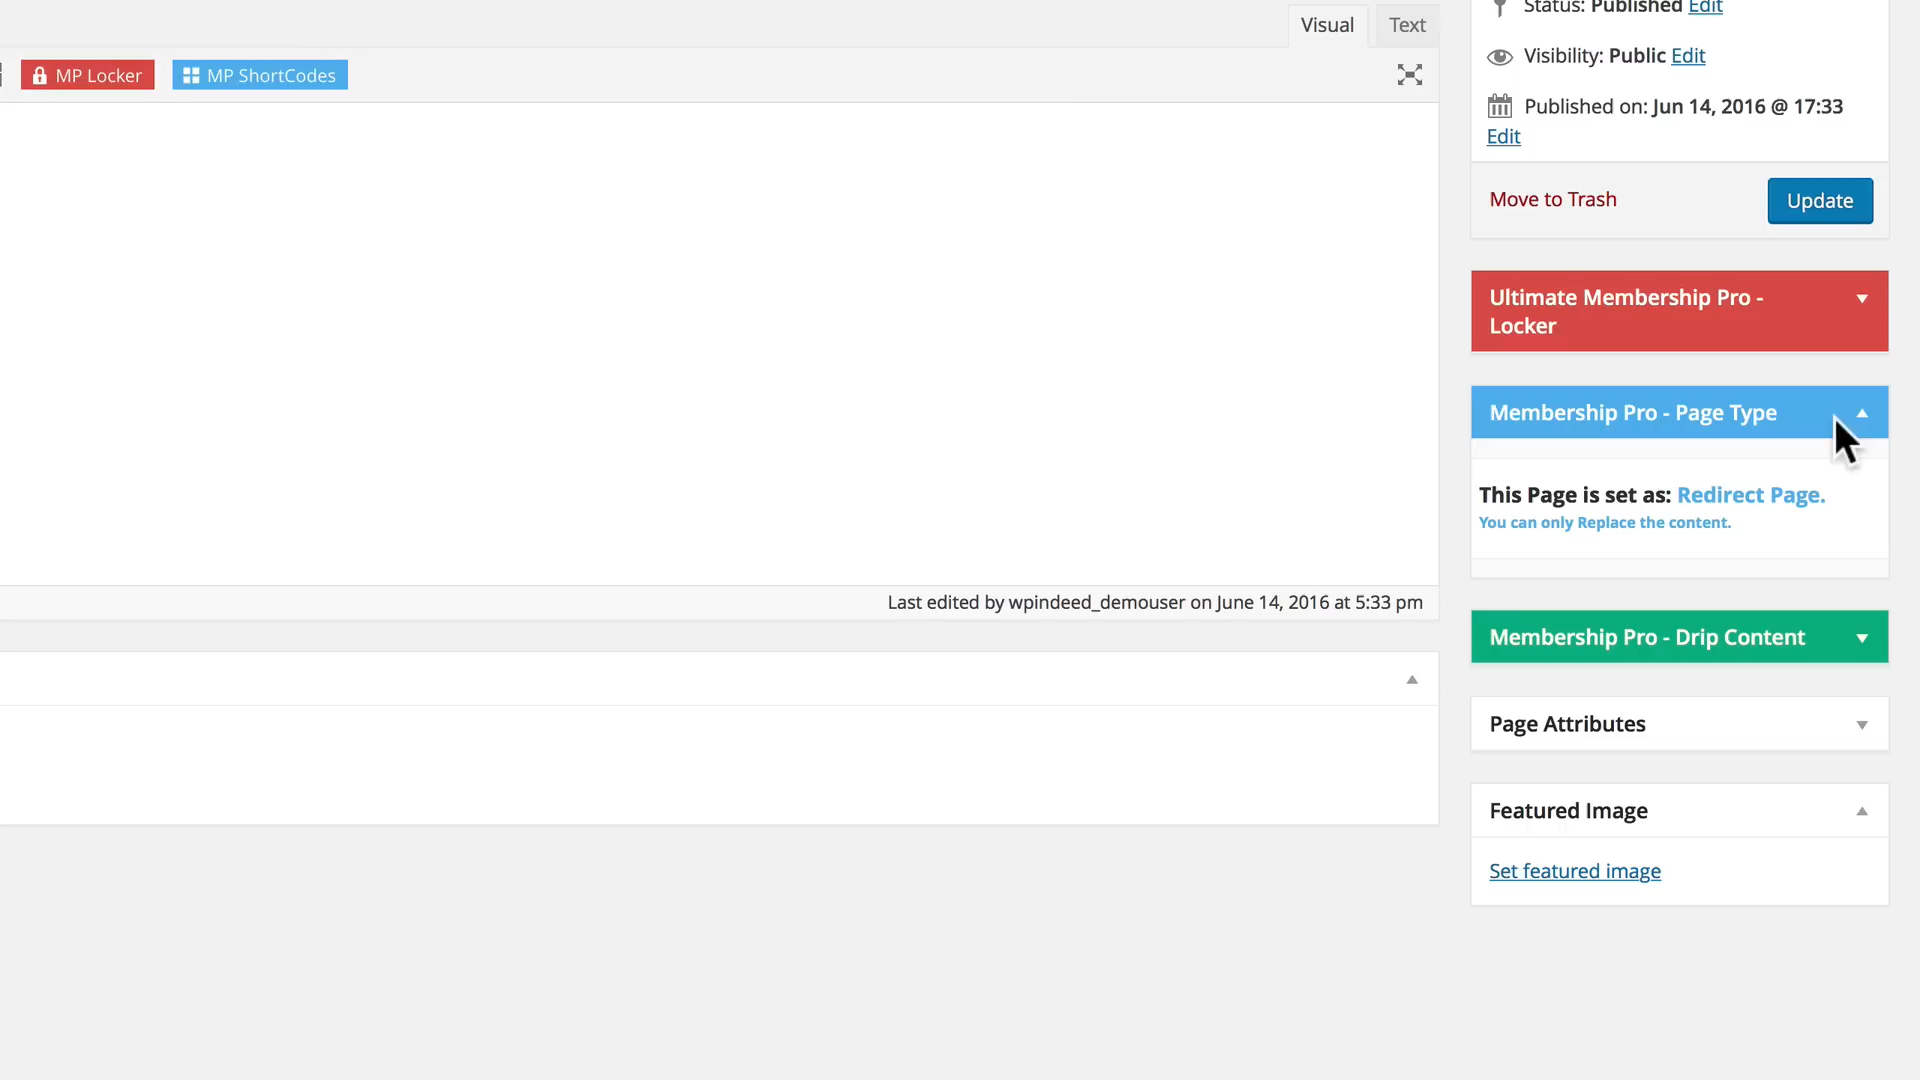 Visual
Text
MP Locker
MP ShortCodes
Status: Published Edit
Visibility: Public Edit
Published on: Jun 14, 2016 @ 17:33
Edit
Move to Trash
Update
Ultimate Membership Pro -
Locker
Membership Pro - Page Type
This Page is set as: Redirect Page.
You can only Replace the content.
Last edited by wpindeed_demouser on June 14, 2016 at 5:33 pm
Membership Pro - Drip Content
Page Attributes
Featured Image
Set featured image